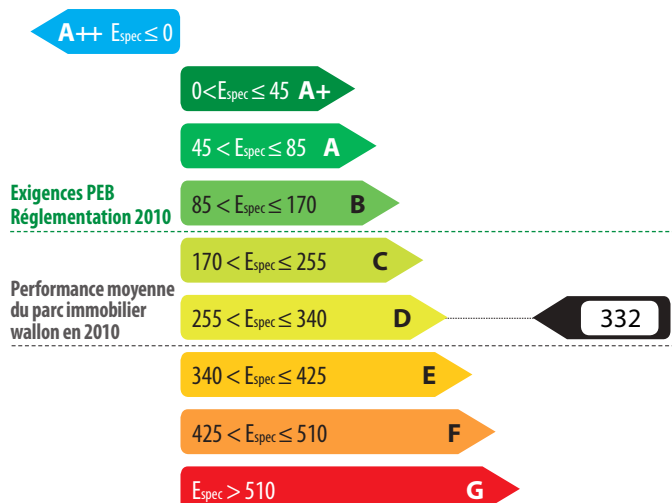 A++ Espec ≤ 0
0<Espec ≤ 45 A+
45 < Espec ≤ 85 A
Exigences PEB
Réglementation 2010
85 < Espec ≤ 170 B
170 < Espec ≤ 255 C
Performance moyenne
du parc immobilier
wallon en 2010
255 < Espec ≤ 340 D
332
340 < Espec ≤ 425 E
425 < Espec ≤ 510 F
Espec > 510 G